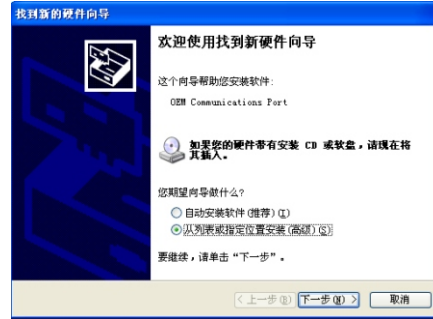 找到新的硬件向导
欢迎使用找到新硬件向导
这个向导帮助您安装软件:
OEM Communications Port
如果您的硬件带有安装 CD 或软盘，请现在将
其插入。
您期望向导做什么?
自动安装软件(推荐)(I)
从列表或指定位置安装(高级)(S)
要继续，请单击“下一步”。
< 上一步(B) 下一步(N) > 取消